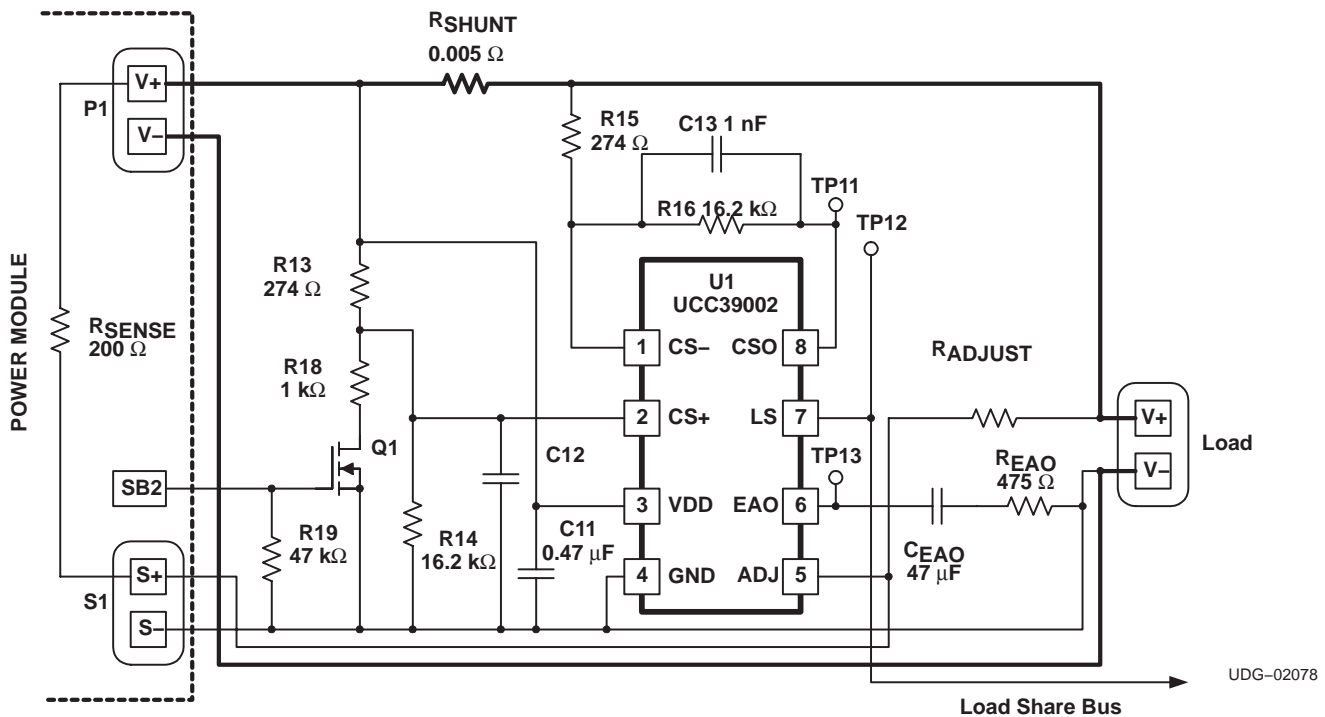 RSHUNT
0.005 Ω
V+
P1
V–
R15
274 Ω
C13 1 nF
TP11
R16 16.2 kΩ
TP12
POWER MODULE
RSENSE
200 Ω
R13
274 Ω
U1
UCC39002
R18
1 kΩ
1 CS– CSO 8
RADJUST
2 CS+ LS 7
V+
Load
V–
Q1
C12
TP13
REAO
475 Ω
SB2
3 VDD EAO 6
R19
47 kΩ
R14
16.2 kΩ
C11
0.47 μF
CEAO
47 μF
4 GND ADJ 5
S+
S1
S–
UDG–02078
Load Share Bus